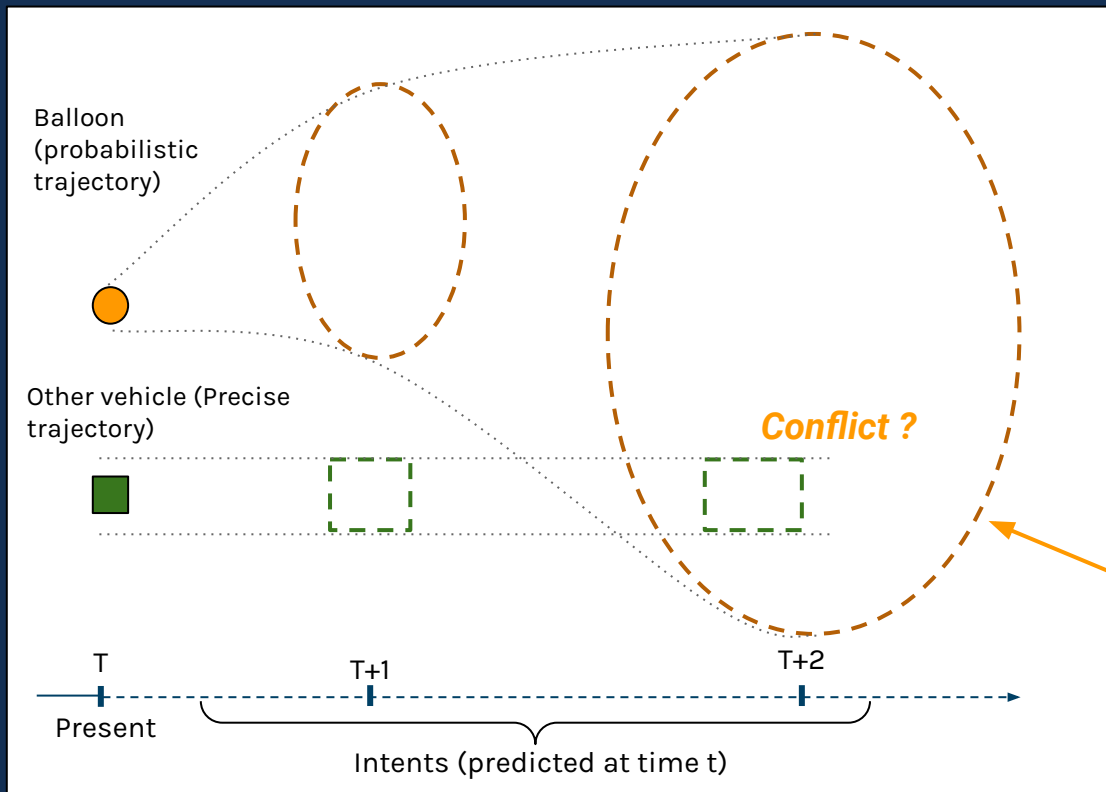 Balloon
(probabilistic
trajectory)
Other vehicle (Precise
trajectory)
Conflict ?
T
T+1
T+2
Present
Intents (predicted at time t)